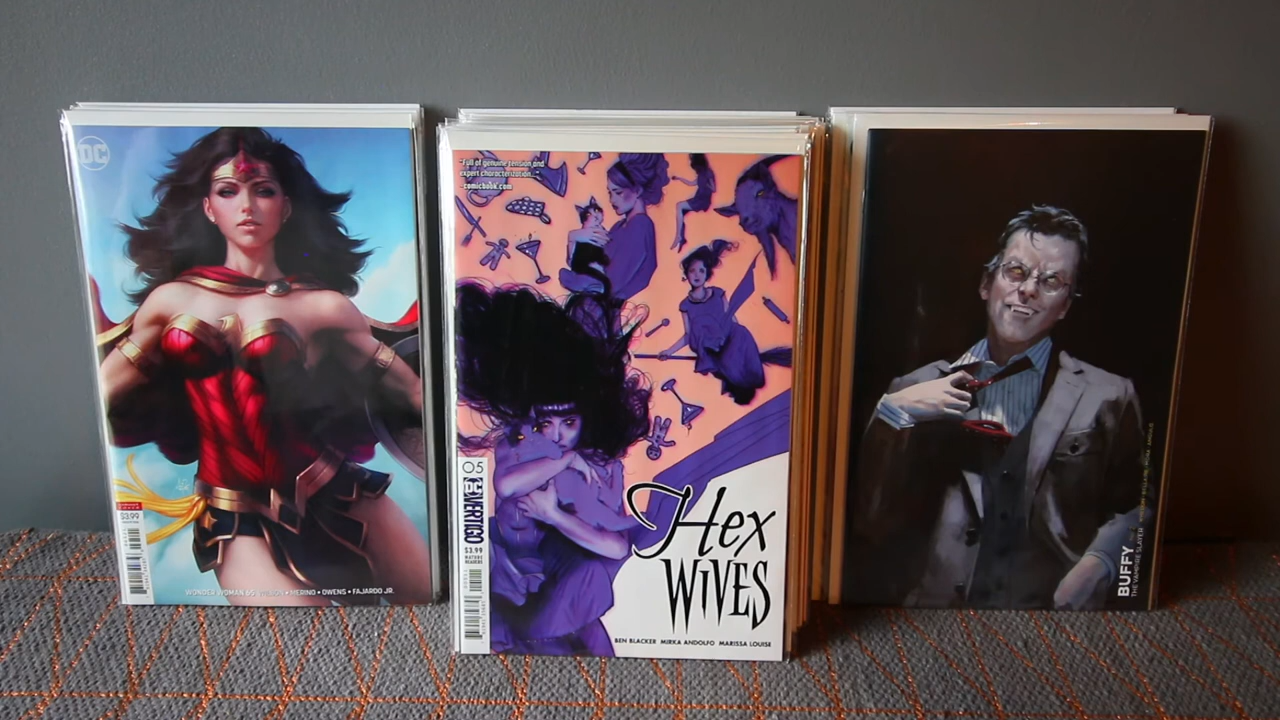 DC
$3.99
WONDER WOMAN 65 WILSON • MERINO • OWENS • FAJARDO JR.
"Full of genuine tension and
expert characterization..."
–comicbook.com
05
DC VERTIGO
$3.99
MATURE
READERS
Hex
WIVES
BEN BLACKER MIRKA ANDOLFO MARISSA LOUISE
BUFFY
THE VAMPIRE SLAYER